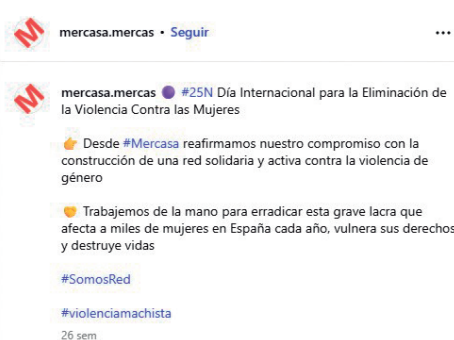 mercasa.mercas • Seguir
mercasa.mercas 🟣 #25N Día Internacional para la Eliminación de
la Violencia Contra las Mujeres
👉 Desde #Mercasa reafirmamos nuestro compromiso con la
construcción de una red solidaria y activa contra la violencia de
género
🤝 Trabajemos de la mano para erradicar esta grave lacra que
afecta a miles de mujeres en España cada año, vulnera sus derechos
y destruye vidas
#SomosRed
#violenciamachista
26 sem